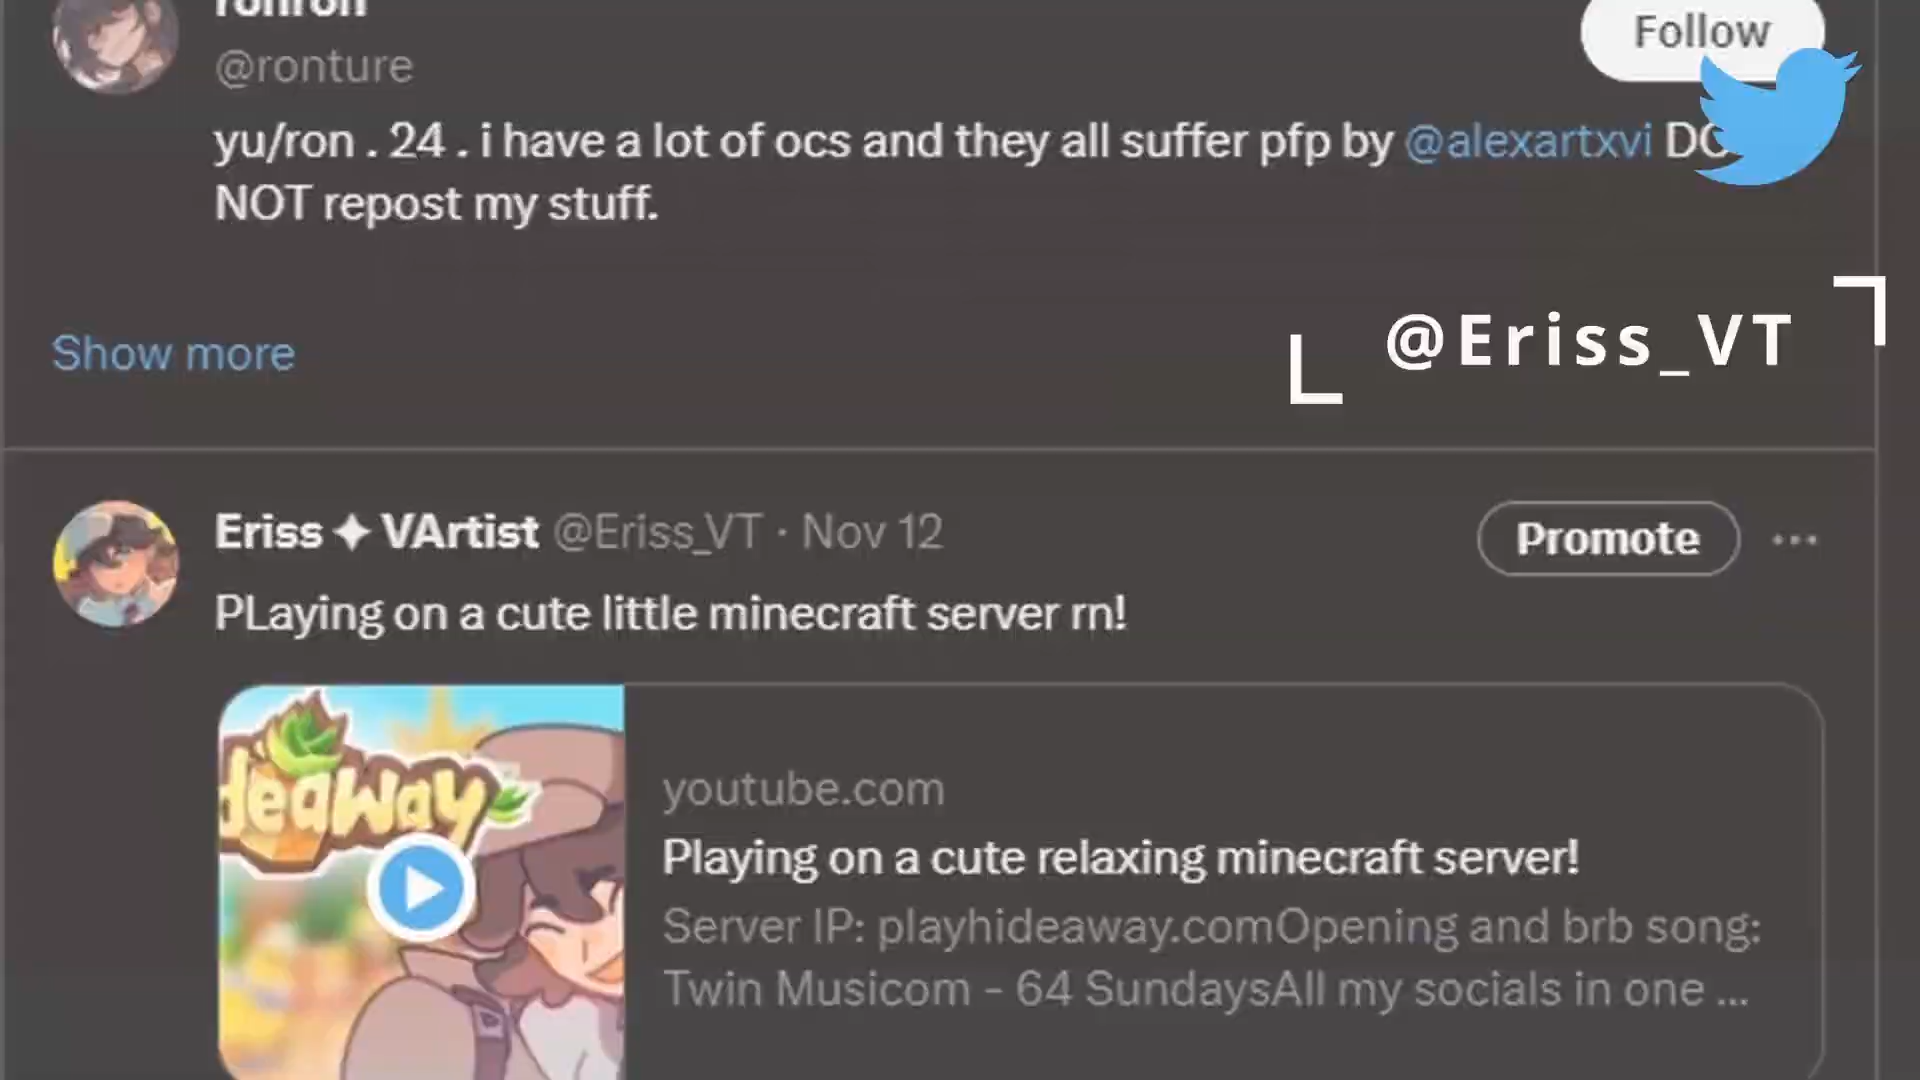 ronron
@ronture
Follow
yu/ron . 24 . i have a lot of ocs and they all suffer pfp by @alexartxvi DO
NOT repost my stuff.
Show more
@Eriss_VT
Eriss ✦ VArtist @Eriss_VT · Nov 12
Promote
PLaying on a cute little minecraft server rn!
deaway
youtube.com
Playing on a cute relaxing minecraft server!
Server IP: playhideaway.comOpening and brb song:
Twin Musicom - 64 SundaysAll my socials in one ...